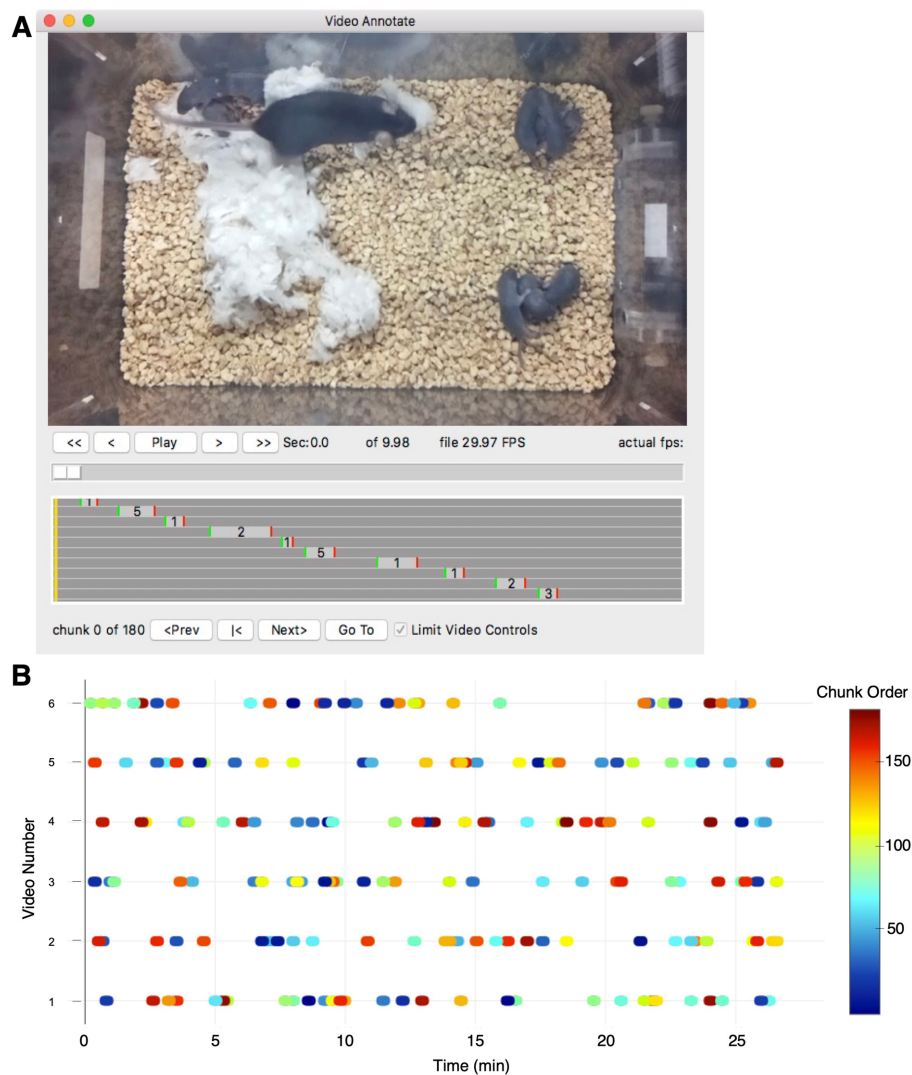 A
Video Annotate
<< < Play > >> Sec:0.0 of 9.98 file 29.97 FPS actual fps:
1
5
1
2
1
5
1
1
2
3
chunk 0 of 180 <Prev |< Next> Go To Limit Video Controls
B
Chunk Order
6
5
4
3
2
1
150
100
50
Video Number
0 5 10 15 20 25
Time (min)